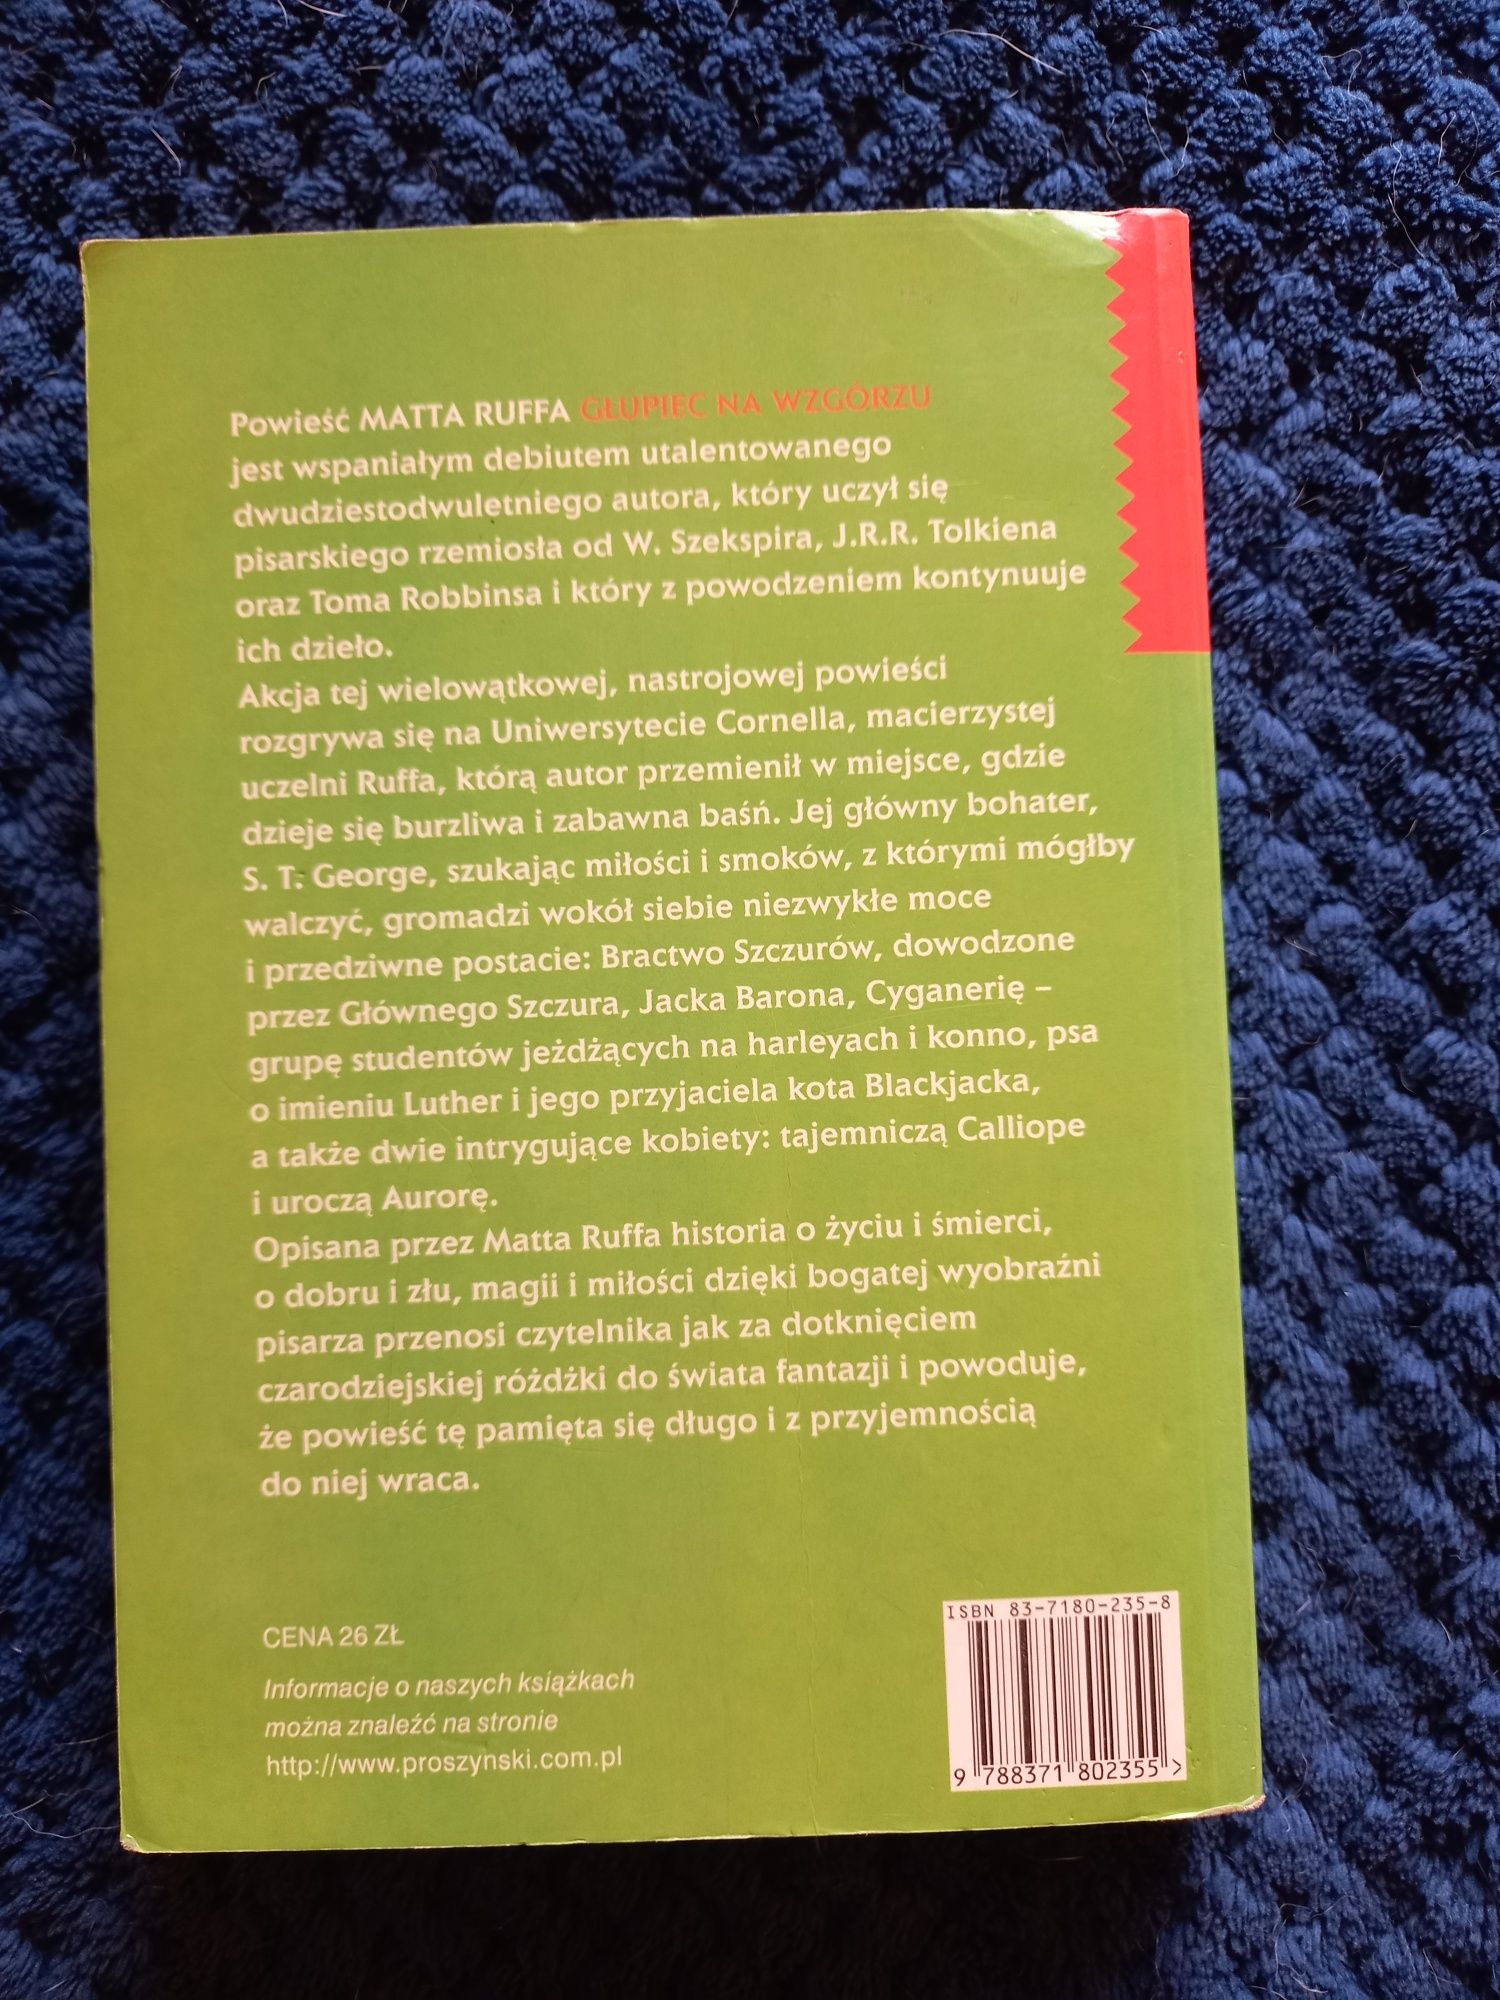 Powieść MATTA RUFFA GŁUPIEC NA WZGÓRZU
jest wspaniałym debiutem utalentowanego
dwudziestodwuletniego autora, który uczył się
pisarskiego rzemiosła od W. Szekspira, J.R.R. Tolkiena
oraz Toma Robbinsa i który z powodzeniem kontynuuje
ich dzieło.
Akcja tej wielowątkowej, nastrojowej powieści
rozgrywa się na Uniwersytecie Cornella, macierzystej
uczelni Ruffa, którą autor przemienił w miejsce, gdzie
dzieje się burzliwa i zabawna baśń. Jej główny bohater,
S. T. George, szukając miłości i smoków, z którymi mógłby
walczyć, gromadzi wokół siebie niezwykłe moce
i przedziwne postacie: Bractwo Szczurów, dowodzone
przez Głównego Szczura, Jacka Barona, Cyganerię –
grupę studentów jeżdżących na harleyach i konno, psa
o imieniu Luther i jego przyjaciela kota Blackjacka,
a także dwie intrygujące kobiety: tajemniczą Calliope
i uroczą Aurorę.
Opisana przez Matta Ruffa historia o życiu i śmierci,
o dobru i złu, magii i miłości dzięki bogatej wyobraźni
pisarza przenosi czytelnika jak za dotknięciem
czarodziejskiej różdżki do świata fantazji i powoduje,
że powieść tę pamięta się długo i z przyjemnością
do niej wraca.
CENA 26 ZŁ
Informacje o naszych książkach
można znaleźć na stronie
http://www.proszynski.com.pl
ISBN 83-7180-235-8
9 788371 802355 >